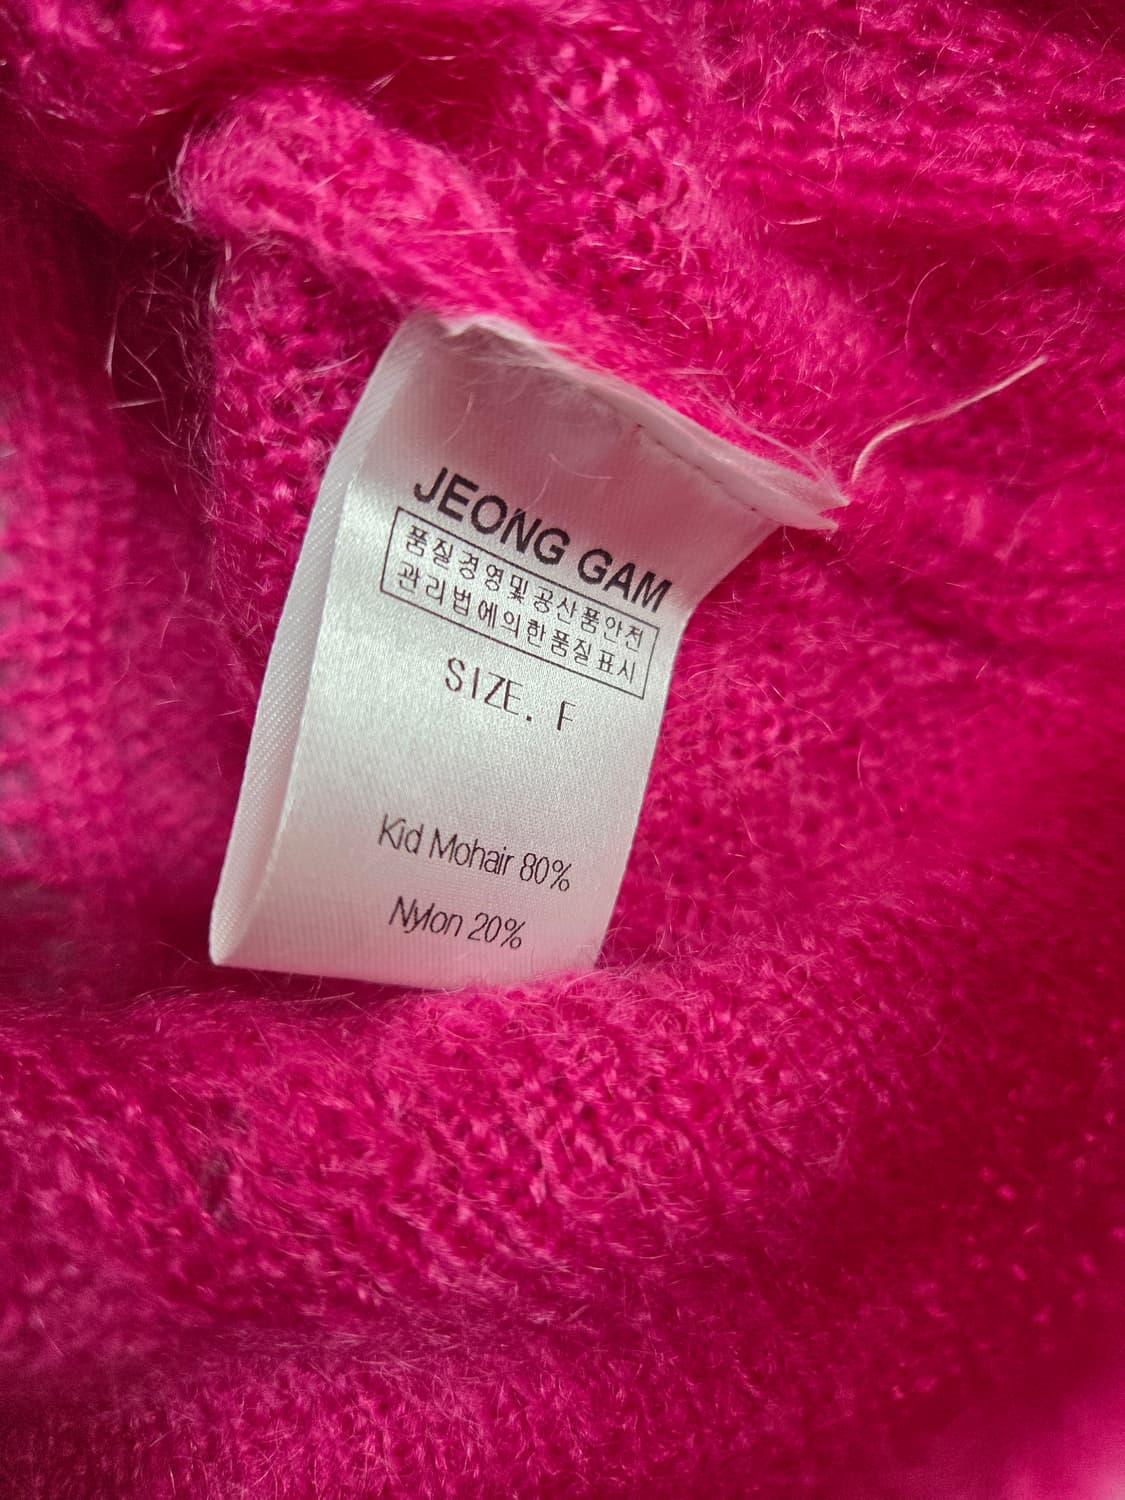 JEONG GAM
품질경영및공산품안전
관리법에의한품질표시
SIZE. F
Kid Mohair 80%
Nylon 20%